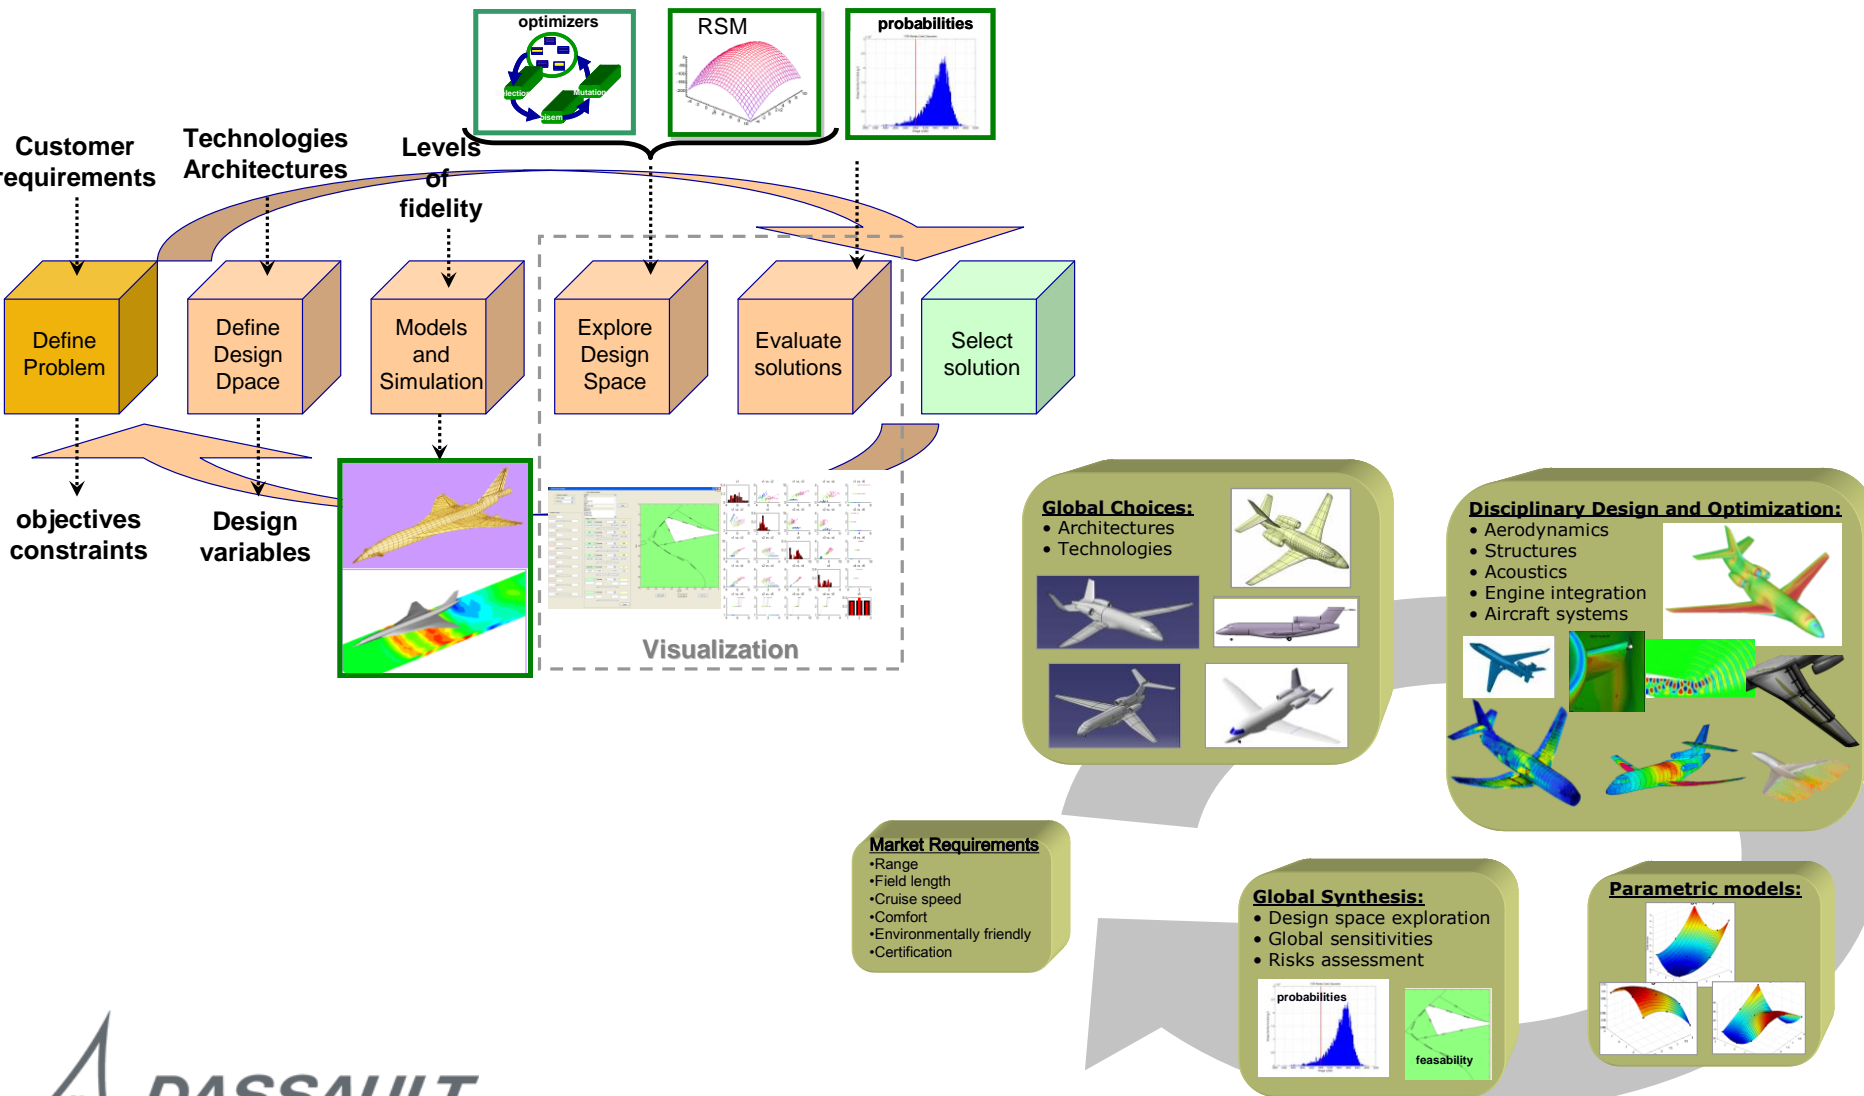 optimizers
RSM
probabilities
Mutation
Customer
requirements
Technologies
Architectures
Levels
of
fidelity
Define
Problem
Define
Design
Dpace
Models
and
Simulation
Explore
Design
Space
Evaluate
solutions
Select
solution
objectives
constraints
Design
variables
Visualization
Global Choices:
• Architectures
• Technologies
Disciplinary Design and Optimization:
• Aerodynamics
• Structures
• Acoustics
• Engine integration
• Aircraft systems
Market Requirements
•Range
•Field length
•Cruise speed
•Comfort
•Environmentally friendly
•Certification
Global Synthesis:
• Design space exploration
• Global sensitivities
• Risks assessment
probabilities
feasability
Parametric models:
DASSAULT